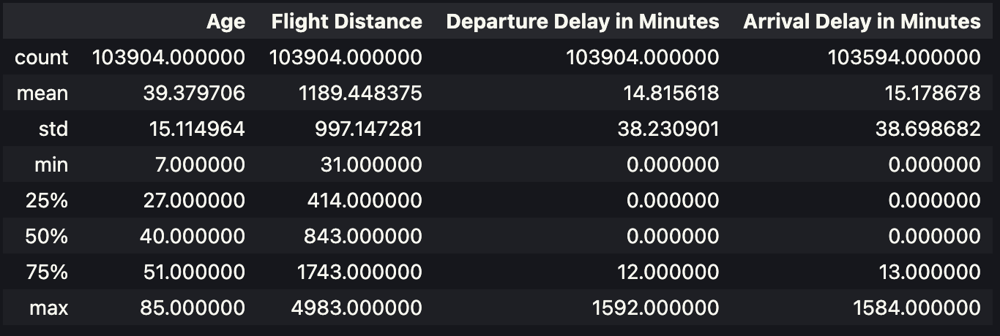 Age Flight Distance Departure Delay in Minutes Arrival Delay in Minutes
count 103904.000000 103904.000000 103904.000000 103594.000000
mean 39.379706 1189.448375 14.815618 15.178678
std 15.114964 997.147281 38.230901 38.698682
min 7.000000 31.000000 0.000000 0.000000
25% 27.000000 414.000000 0.000000 0.000000
50% 40.000000 843.000000 0.000000 0.000000
75% 51.000000 1743.000000 12.000000 13.000000
max 85.000000 4983.000000 1592.000000 1584.000000